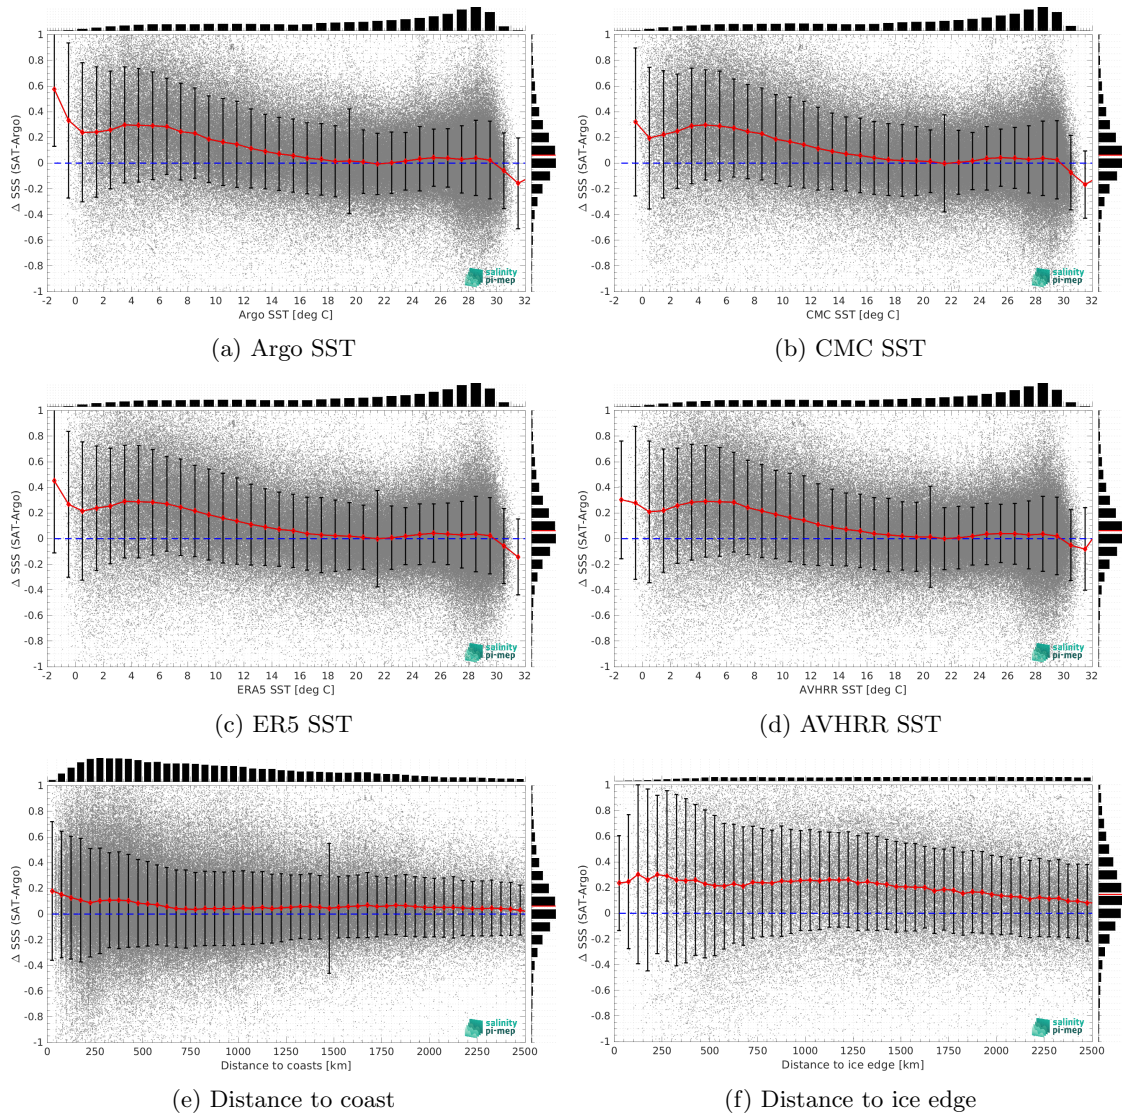 1
0.8
0.6
0.4
0.2
0
-0.2
-0.4
-0.6
-0.8
-1
Δ SSS (SAT-Argo)
salinity
pi-mep
-2 0 2 4 6 8 10 12 14 16 18 20 22 24 26 28 30 32
Argo SST [deg C]
(a) Argo SST
1
0.8
0.6
0.4
0.2
0
-0.2
-0.4
-0.6
-0.8
-1
Δ SSS (SAT-Argo)
salinity
pi-mep
-2 0 2 4 6 8 10 12 14 16 18 20 22 24 26 28 30 32
CMC SST [deg C]
(b) CMC SST
1
0.8
0.6
0.4
0.2
0
-0.2
-0.4
-0.6
-0.8
-1
Δ SSS (SAT-Argo)
salinity
pi-mep
-2 0 2 4 6 8 10 12 14 16 18 20 22 24 26 28 30 32
ERA5 SST [deg C]
(c) ER5 SST
1
0.8
0.6
0.4
0.2
0
-0.2
-0.4
-0.6
-0.8
-1
Δ SSS (SAT-Argo)
salinity
pi-mep
-2 0 2 4 6 8 10 12 14 16 18 20 22 24 26 28 30 32
AVHRR SST [deg C]
(d) AVHRR SST
1
0.8
0.6
0.4
0.2
0
-0.2
-0.4
-0.6
-0.8
-1
Δ SSS (SAT-Argo)
salinity
pi-mep
0 250 500 750 1000 1250 1500 1750 2000 2250 2500
Distance to coasts [km]
(e) Distance to coast
1
0.8
0.6
0.4
0.2
0
-0.2
-0.4
-0.6
-0.8
-1
Δ SSS (SAT-Argo)
salinity
pi-mep
0 250 500 750 1000 1250 1500 1750 2000 2250 2500
Distance to ice edge [km]
(f) Distance to ice edge